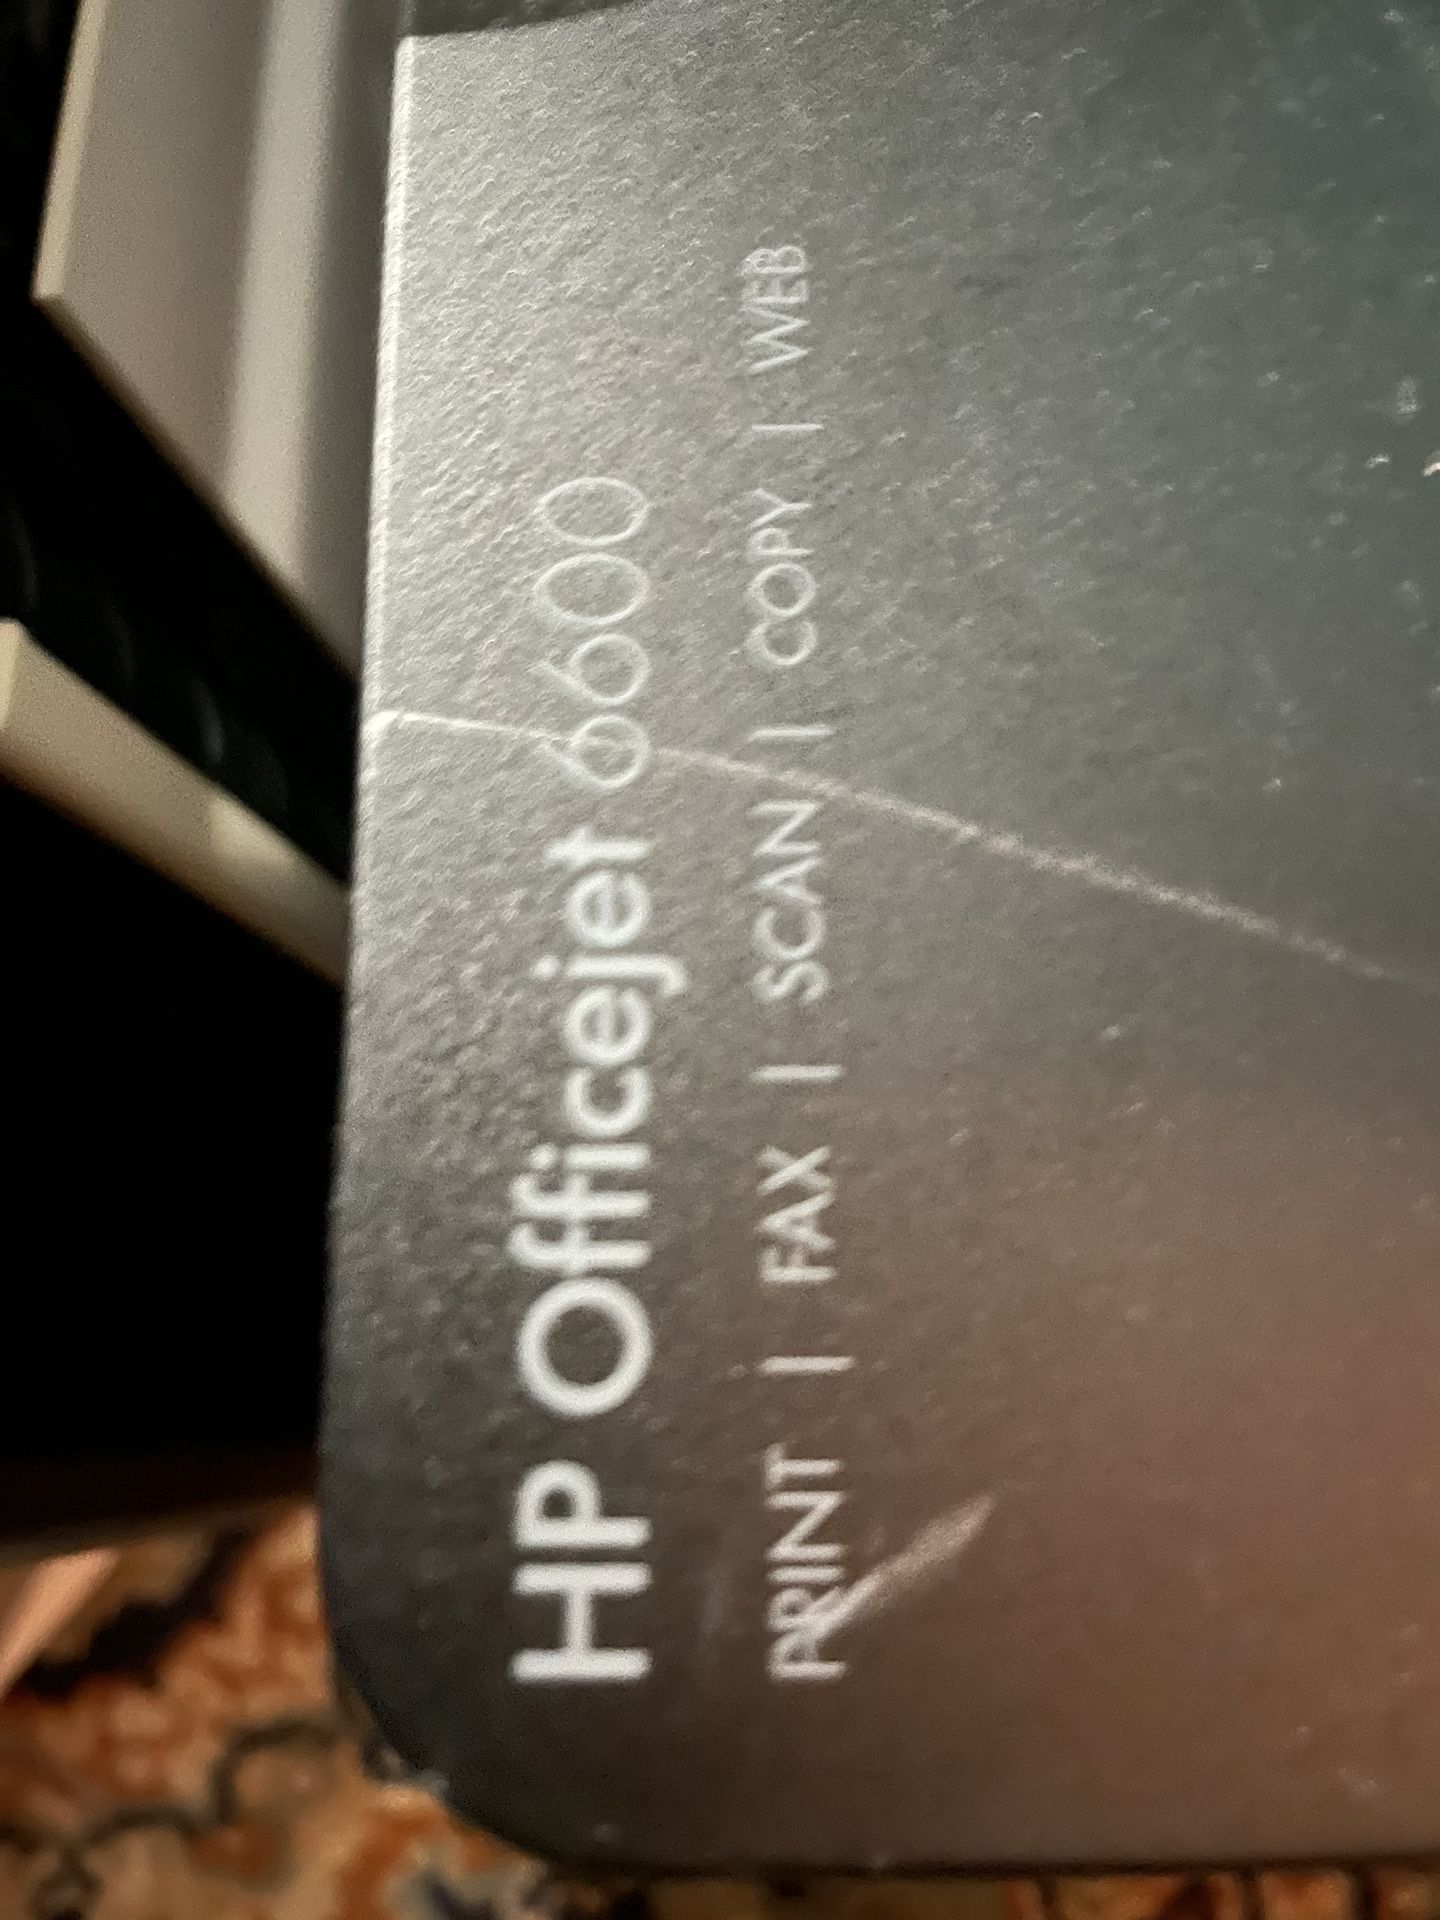 HP Officejet 6600
PRINT | FAX | SCAN | COPY | WEB